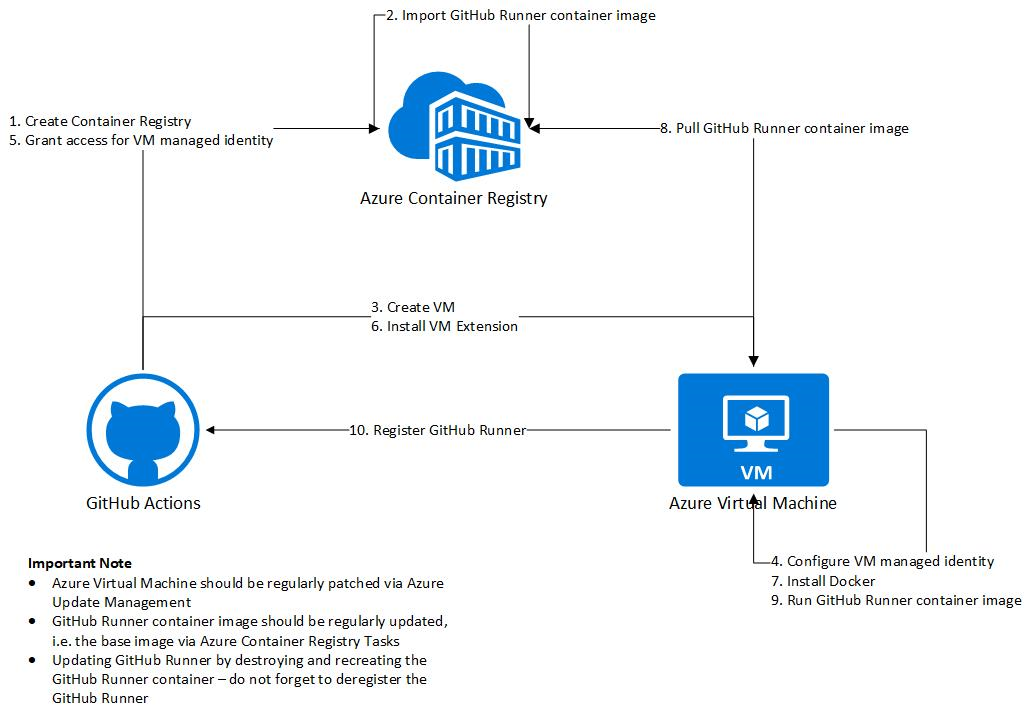 2. Import GitHub Runner container image
1. Create Container Registry
5. Grant access for VM managed identity
8. Pull GitHub Runner container image
Azure Container Registry
3. Create VM
6. Install VM Extension
10. Register GitHub Runner
VM
GitHub Actions
Azure Virtual Machine
4. Configure VM managed identity
7. Install Docker
9. Run GitHub Runner container image
Important Note
● Azure Virtual Machine should be regularly patched via Azure
Update Management
● GitHub Runner container image should be regularly updated,
i.e. the base image via Azure Container Registry Tasks
● Updating GitHub Runner by destroying and recreating the
GitHub Runner container – do not forget to deregister the
GitHub Runner